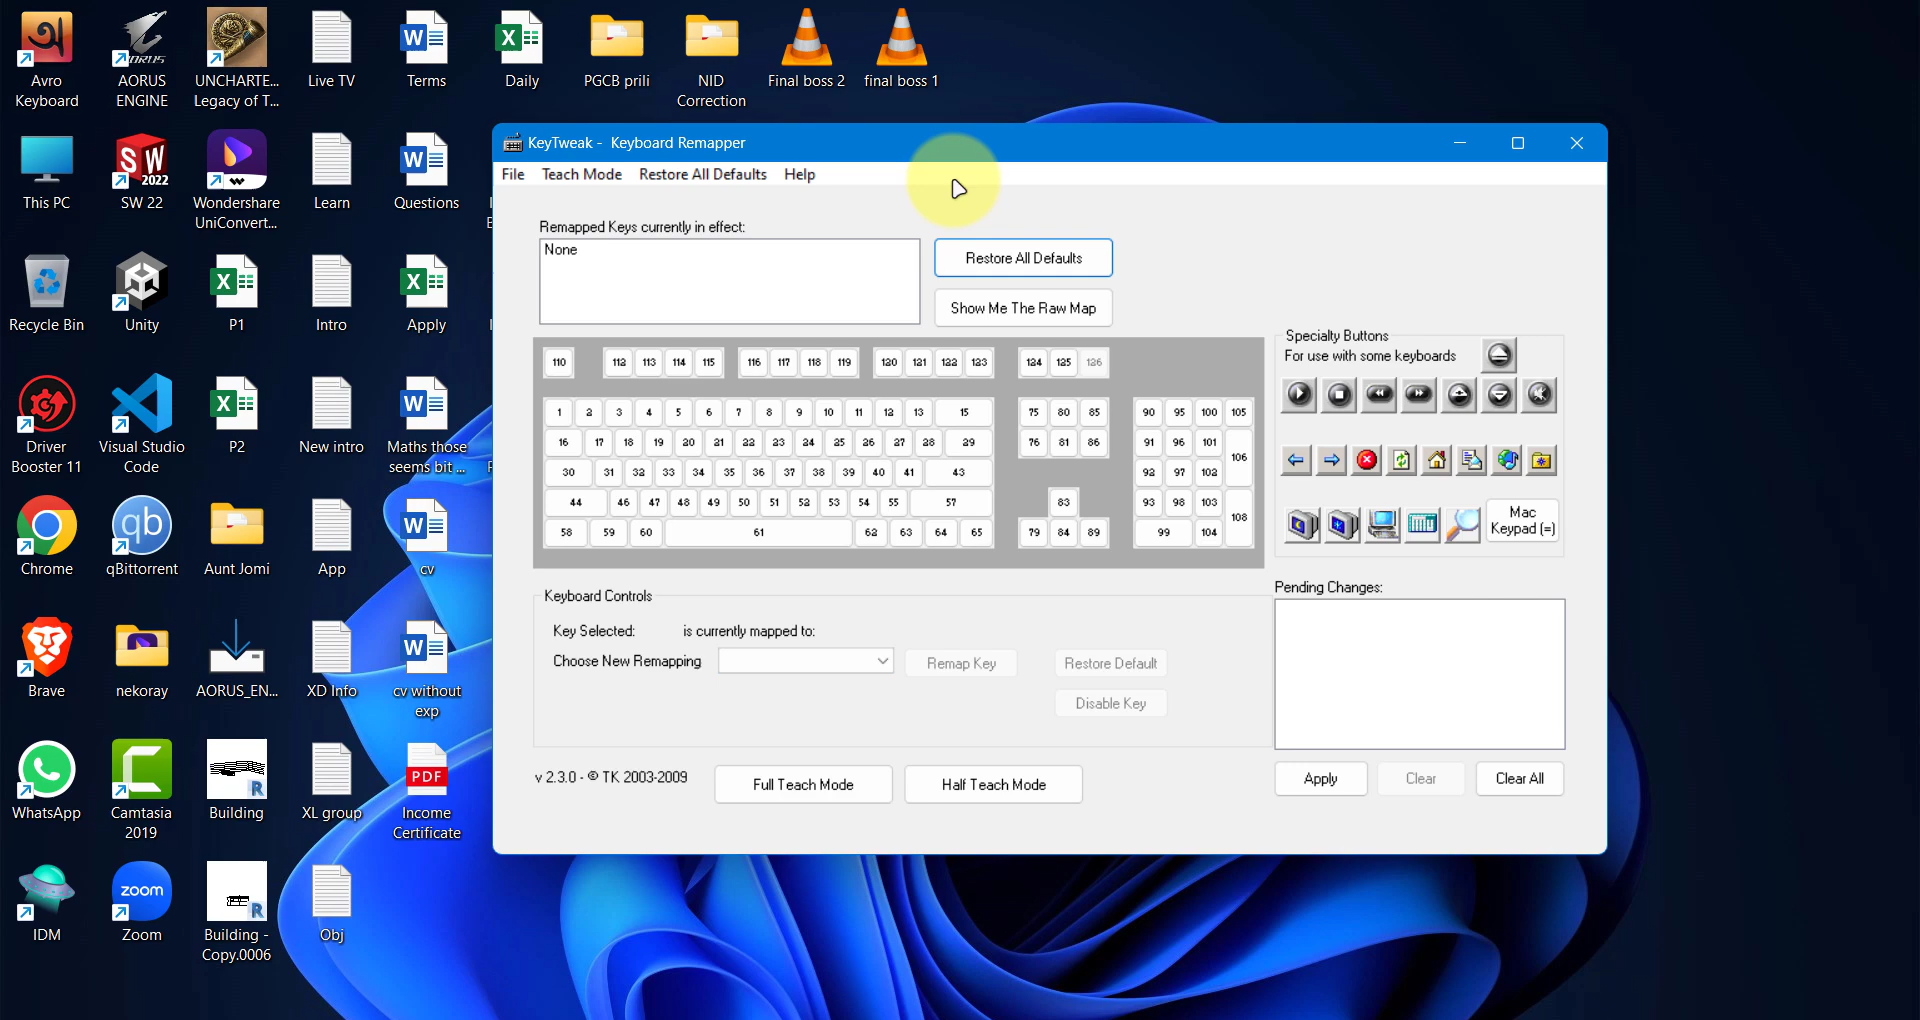 Avro
Keyboard
AORUS
ENGINE
UNCHARTE...
Legacy of T...
Live TV
Terms
Daily
PGCB prili
NID
Correction
Final boss 2
final boss 1
This PC
SW 22
Wondershare
UniConvert...
Learn
Questions
Recycle Bin
Unity
P1
Intro
Apply
Driver
Booster 11
Visual Studio
Code
P2
New intro
Maths those
seems bit ...
Chrome
qBittorrent
Aunt Jomi
App
cv
Brave
nekoray
AORUS_EN...
XD Info
cv without
exp
WhatsApp
Camtasia
2019
Building
XL group
Income
Certificate
IDM
Zoom
Building -
Copy.0006
Obj
SW
2022
qb
zoom
PDF
KeyTweak - Keyboard Remapper
File Teach Mode Restore All Defaults Help
Remapped Keys currently in effect:
None
Restore All Defaults
Show Me The Raw Map
110 112 113 114 115 116 117 118 119 120 121 122 123 124 125 126
1 2 3 4 5 6 7 8 9 10 11 12 13 15 75 80 85 90 95 100 105
16 17 18 19 20 21 22 23 24 25 26 27 28 29 76 81 86 91 96 101
106
30 31 32 33 34 35 36 37 38 39 40 41 43 92 97 102
44 46 47 48 49 50 51 52 53 54 55 57 83 93 98 103
108
58 59 60 61 62 63 64 65 79 84 89 99 104
Specialty Buttons
For use with some keyboards
Mac
Keypad (=)
Keyboard Controls
Key Selected: is currently mapped to:
Choose New Remapping
Remap Key
Restore Default
Disable Key
Pending Changes:
v 2.3.0 - © TK 2003-2009
Full Teach Mode
Half Teach Mode
Apply
Clear
Clear All